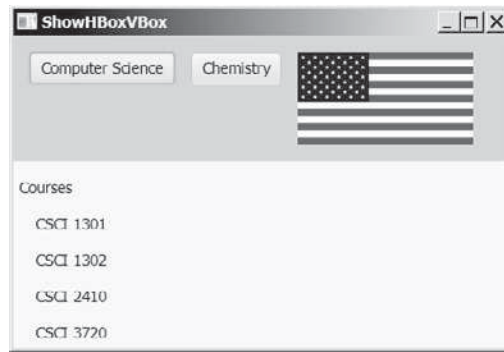 ShowHBoxVBox
Computer Science Chemistry
Courses
CSCI 1301
CSCI 1302
CSCI 2410
CSCI 3720